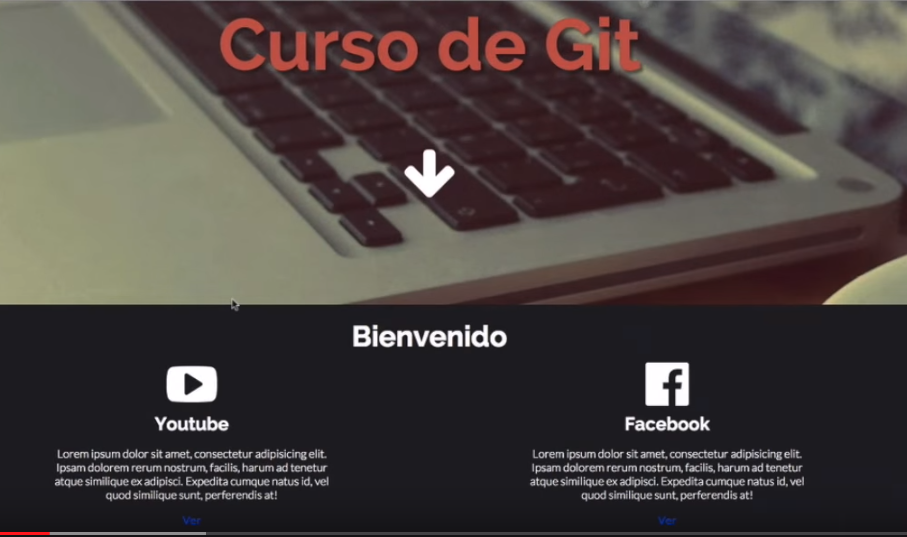 Curso de Git
Bienvenido
Youtube
Lorem ipsum dolor sit amet, consectetur adipisicing elit.
Ipsam dolorem rerum nostrum, facilis, harum ad tenetur
atque similique ex adipisci. Expedita cumque natus id, vel
quod similique sunt, perferendis at!
Ver
Facebook
Lorem ipsum dolor sit amet, consectetur adipisicing elit.
Ipsam dolorem rerum nostrum, facilis, harum ad tenetur
atque similique ex adipisci. Expedita cumque natus id, vel
quod similique sunt, perferendis at!
Ver